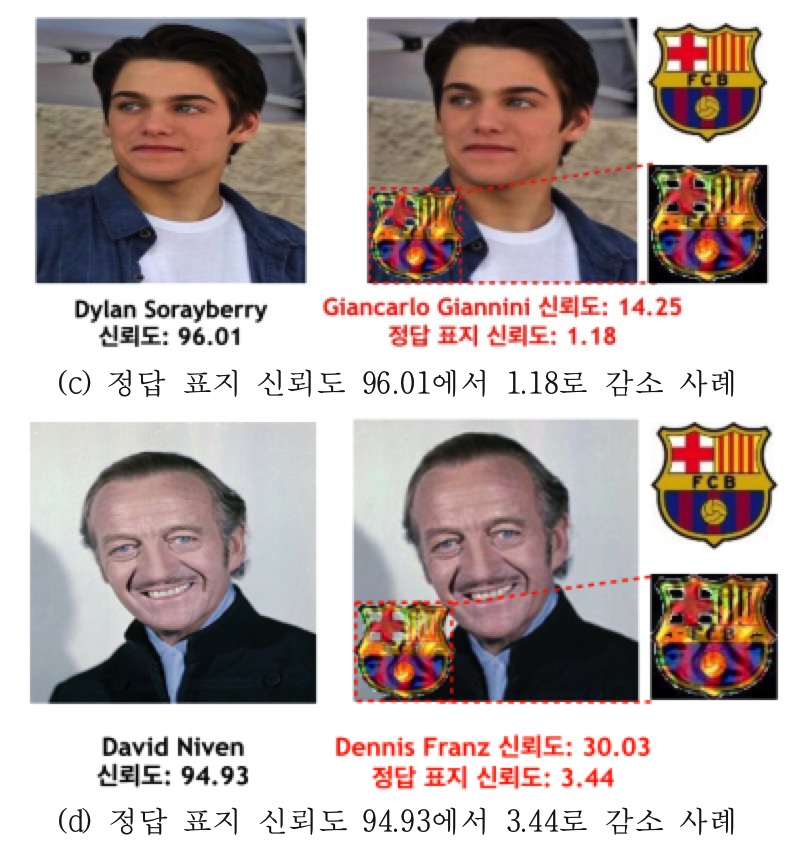 FCB
Dylan Sorayberry
신뢰도: 96.01
Giancarlo Giannini 신뢰도: 14.25
정답 표지 신뢰도: 1.18
(c) 정답 표지 신뢰도 96.01에서 1.18로 감소 사례
FCB
David Niven
신뢰도: 94.93
Dennis Franz 신뢰도: 30.03
정답 표지 신뢰도: 3.44
(d) 정답 표지 신뢰도 94.93에서 3.44로 감소 사례